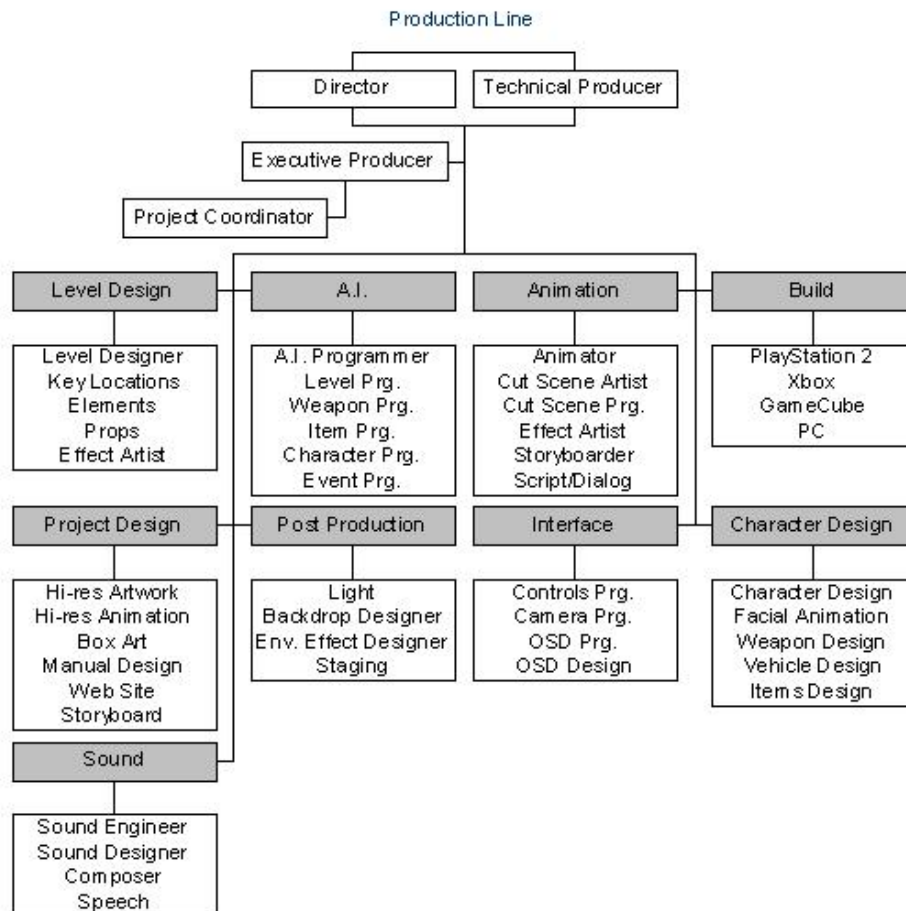 Production Line
Director
Technical Producer
Executive Producer
Project Coordinator
Level Design
A.I.
Animation
Build
Level Designer
Key Locations
Elements
Props
Effect Artist
A.I. Programmer
Level Prg.
Weapon Prg.
Item Prg.
Character Prg.
Event Prg.
Animator
Cut Scene Artist
Cut Scene Prg.
Effect Artist
Storyboarder
Script/Dialog
PlayStation 2
Xbox
GameCube
PC
Project Design
Post Production
Interface
Character Design
Hi-res Artwork
Hi-res Animation
Box Art
Manual Design
Web Site
Storyboard
Light
Backdrop Designer
Env. Effect Designer
Staging
Controls Prg.
Camera Prg.
OSD Prg.
OSD Design
Character Design
Facial Animation
Weapon Design
Vehicle Design
Items Design
Sound
Sound Engineer
Sound Designer
Composer
Speech